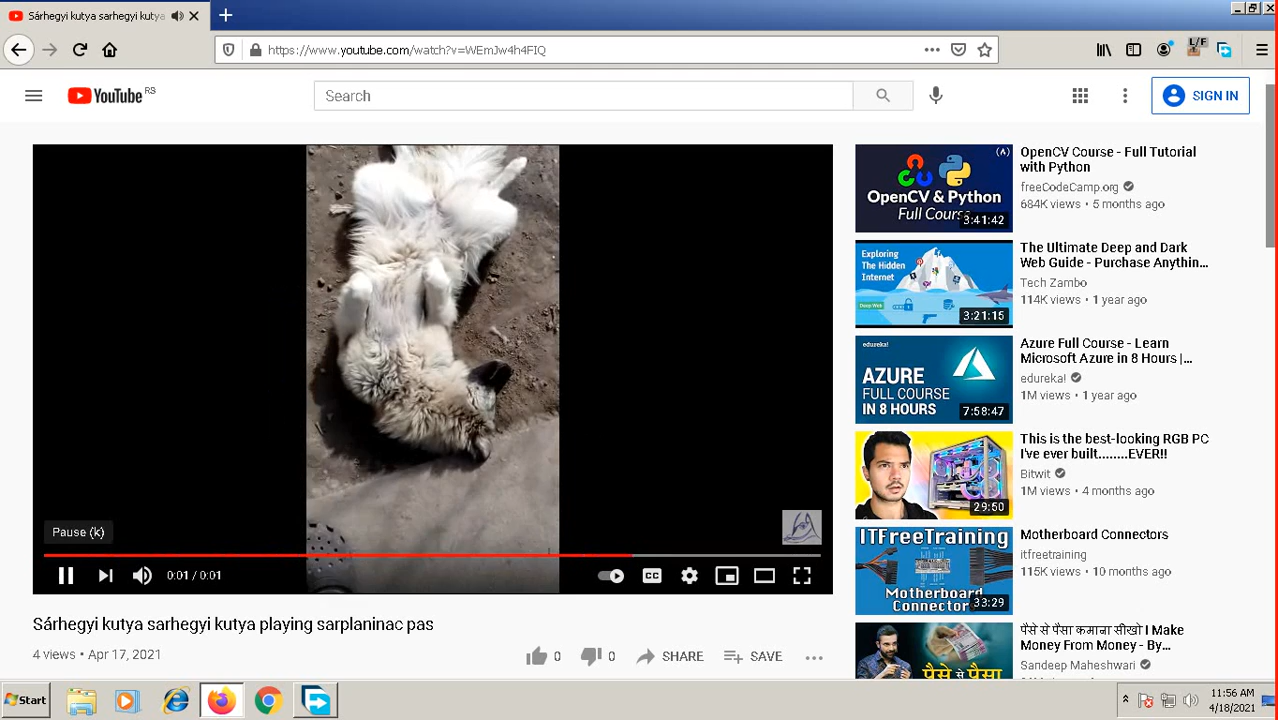 Sárhegyi kutya sarhegyi kutya
https://www.youtube.com/watch?v=WEmJw4h4FIQ
L/F
YouTube RS
Search
SIGN IN
Pause (k)
0:01 / 0:01
CC
Sárhegyi kutya sarhegyi kutya playing sarplaninac pas
4 views • Apr 17, 2021
0
0
SHARE
SAVE
OpenCV & Python
Full Course
3:41:42
OpenCV Course - Full Tutorial
with Python
freeCodeCamp.org
684K views • 5 months ago
Exploring
The Hidden
Internet
Deep Web
3:21:15
The Ultimate Deep and Dark
Web Guide - Purchase Anythin...
Tech Zambo
114K views • 1 year ago
edureka!
AZURE
FULL COURSE
IN 8 HOURS
7:58:47
Azure Full Course - Learn
Microsoft Azure in 8 Hours |...
edureka!
1M views • 1 year ago
29:50
This is the best-looking RGB PC
I've ever built........EVER!!
Bitwit
1M views • 4 months ago
ITFreeTraining
Motherboard
Connectors
33:29
Motherboard Connectors
itfreetraining
115K views • 10 months ago
पैसे से पैसा
पैसे से पैसा कमाना सीखो I Make
Money From Money - By...
Sandeep Maheshwari
Start
11:56 AM
4/18/2021